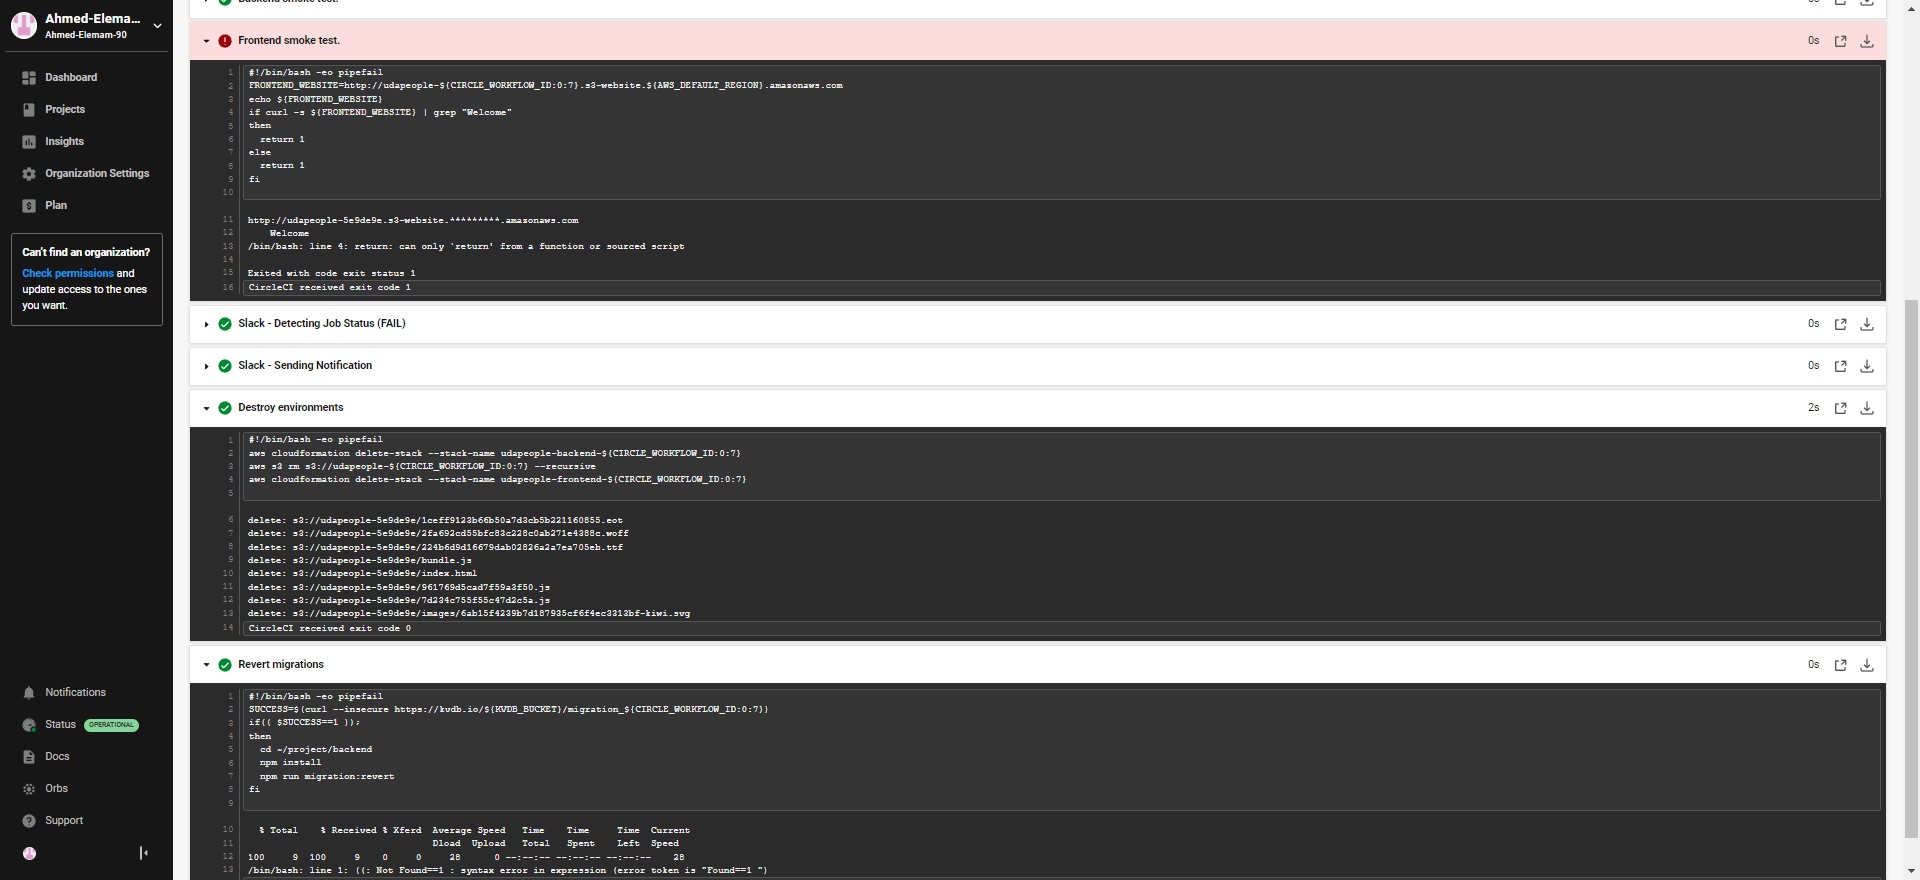 Ahmed-Elema...
Ahmed-Elemam-90
Dashboard
Projects
Insights
Organization Settings
Plan
Can't find an organization?
Check permissions and
update access to the ones
you want.
Notifications
Status OPERATIONAL
Docs
Orbs
Support
Backend smoke test.
Frontend smoke test. 0s
1 #!/bin/bash -eo pipefail
2 FRONTEND_WEBSITE=http://udapeople-${CIRCLE_WORKFLOW_ID:0:7}.s3-website.${AWS_DEFAULT_REGION}.amazonaws.com
3 echo ${FRONTEND_WEBSITE}
4 if curl -s ${FRONTEND_WEBSITE} | grep "Welcome"
5 then
6 return 1
7 else
8 return 1
9 fi
10
11 http://udapeople-5e9de9e.s3-website.*********.amazonaws.com
12 Welcome
13 /bin/bash: line 4: return: can only `return' from a function or sourced script
14
15 Exited with code exit status 1
16 CircleCI received exit code 1
Slack - Detecting Job Status (FAIL) 0s
Slack - Sending Notification 0s
Destroy environments 2s
1 #!/bin/bash -eo pipefail
2 aws cloudformation delete-stack --stack-name udapeople-backend-${CIRCLE_WORKFLOW_ID:0:7}
3 aws s3 rm s3://udapeople-${CIRCLE_WORKFLOW_ID:0:7} --recursive
4 aws cloudformation delete-stack --stack-name udapeople-frontend-${CIRCLE_WORKFLOW_ID:0:7}
5
6 delete: s3://udapeople-5e9de9e/1ceff9123b66b50a7d3cb5b221160855.eot
7 delete: s3://udapeople-5e9de9e/2fa692cd55bfc83c228c0ab271e4388c.woff
8 delete: s3://udapeople-5e9de9e/224b6d9d16679dab02826a2a7ea705eb.ttf
9 delete: s3://udapeople-5e9de9e/bundle.js
10 delete: s3://udapeople-5e9de9e/index.html
11 delete: s3://udapeople-5e9de9e/961769d5cad7f59a3f50.js
12 delete: s3://udapeople-5e9de9e/7d234c755f55c47d2c5a.js
13 delete: s3://udapeople-5e9de9e/images/6ab15f4239b7d187935cf6f4ec3313bf-kiwi.svg
14 CircleCI received exit code 0
Revert migrations 0s
1 #!/bin/bash -eo pipefail
2 SUCCESS=$(curl --insecure https://kvdb.io/${KVDB_BUCKET}/migration_${CIRCLE_WORKFLOW_ID:0:7})
3 if(( $SUCCESS==1 ));
4 then
5 cd ~/project/backend
6 npm install
7 npm run migration:revert
8 fi
9
10 % Total % Received % Xferd Average Speed Time Time Time Current
11 Dload Upload Total Spent Left Speed
12 100 9 100 9 0 0 28 0 --:--:-- --:--:-- --:--:-- 28
13 /bin/bash: line 1: ((: Not Found==1 : syntax error in expression (error token is "Found==1 ")